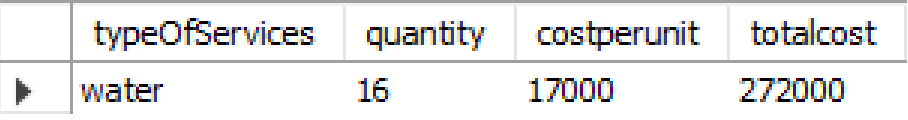 typeOfServices quantity costperunit totalcost
water 16 17000 272000